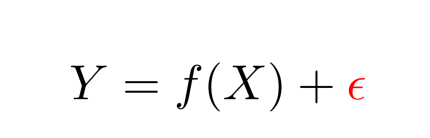 Y = f(X) + ϵ